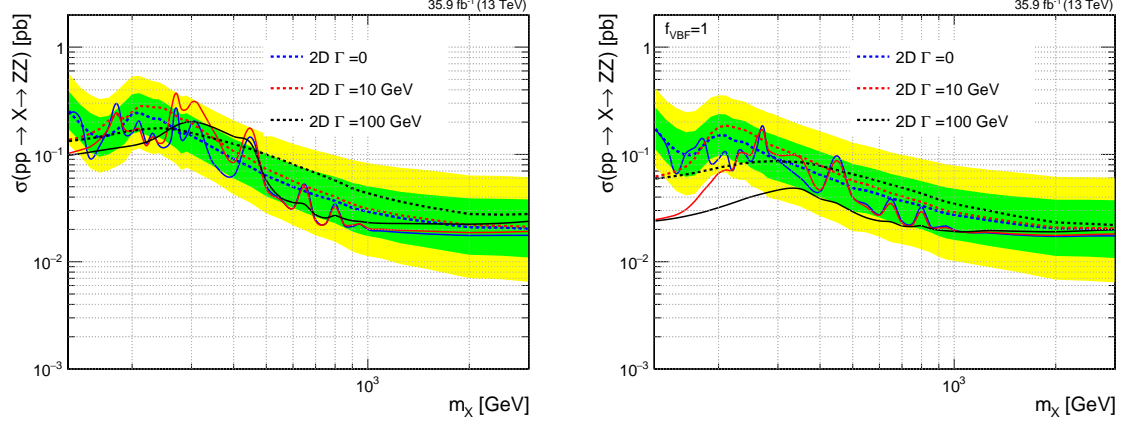 35.9 fb⁻¹ (13 TeV)
σ(pp → X→ ZZ) [pb]
1
10⁻¹
10⁻²
10⁻³
2D Γ =0
2D Γ =10 GeV
2D Γ =100 GeV
10³
m_X [GeV]
35.9 fb⁻¹ (13 TeV)
σ(pp → X→ ZZ) [pb]
f_VBF=1
1
10⁻¹
10⁻²
10⁻³
2D Γ =0
2D Γ =10 GeV
2D Γ =100 GeV
10³
m_X [GeV]